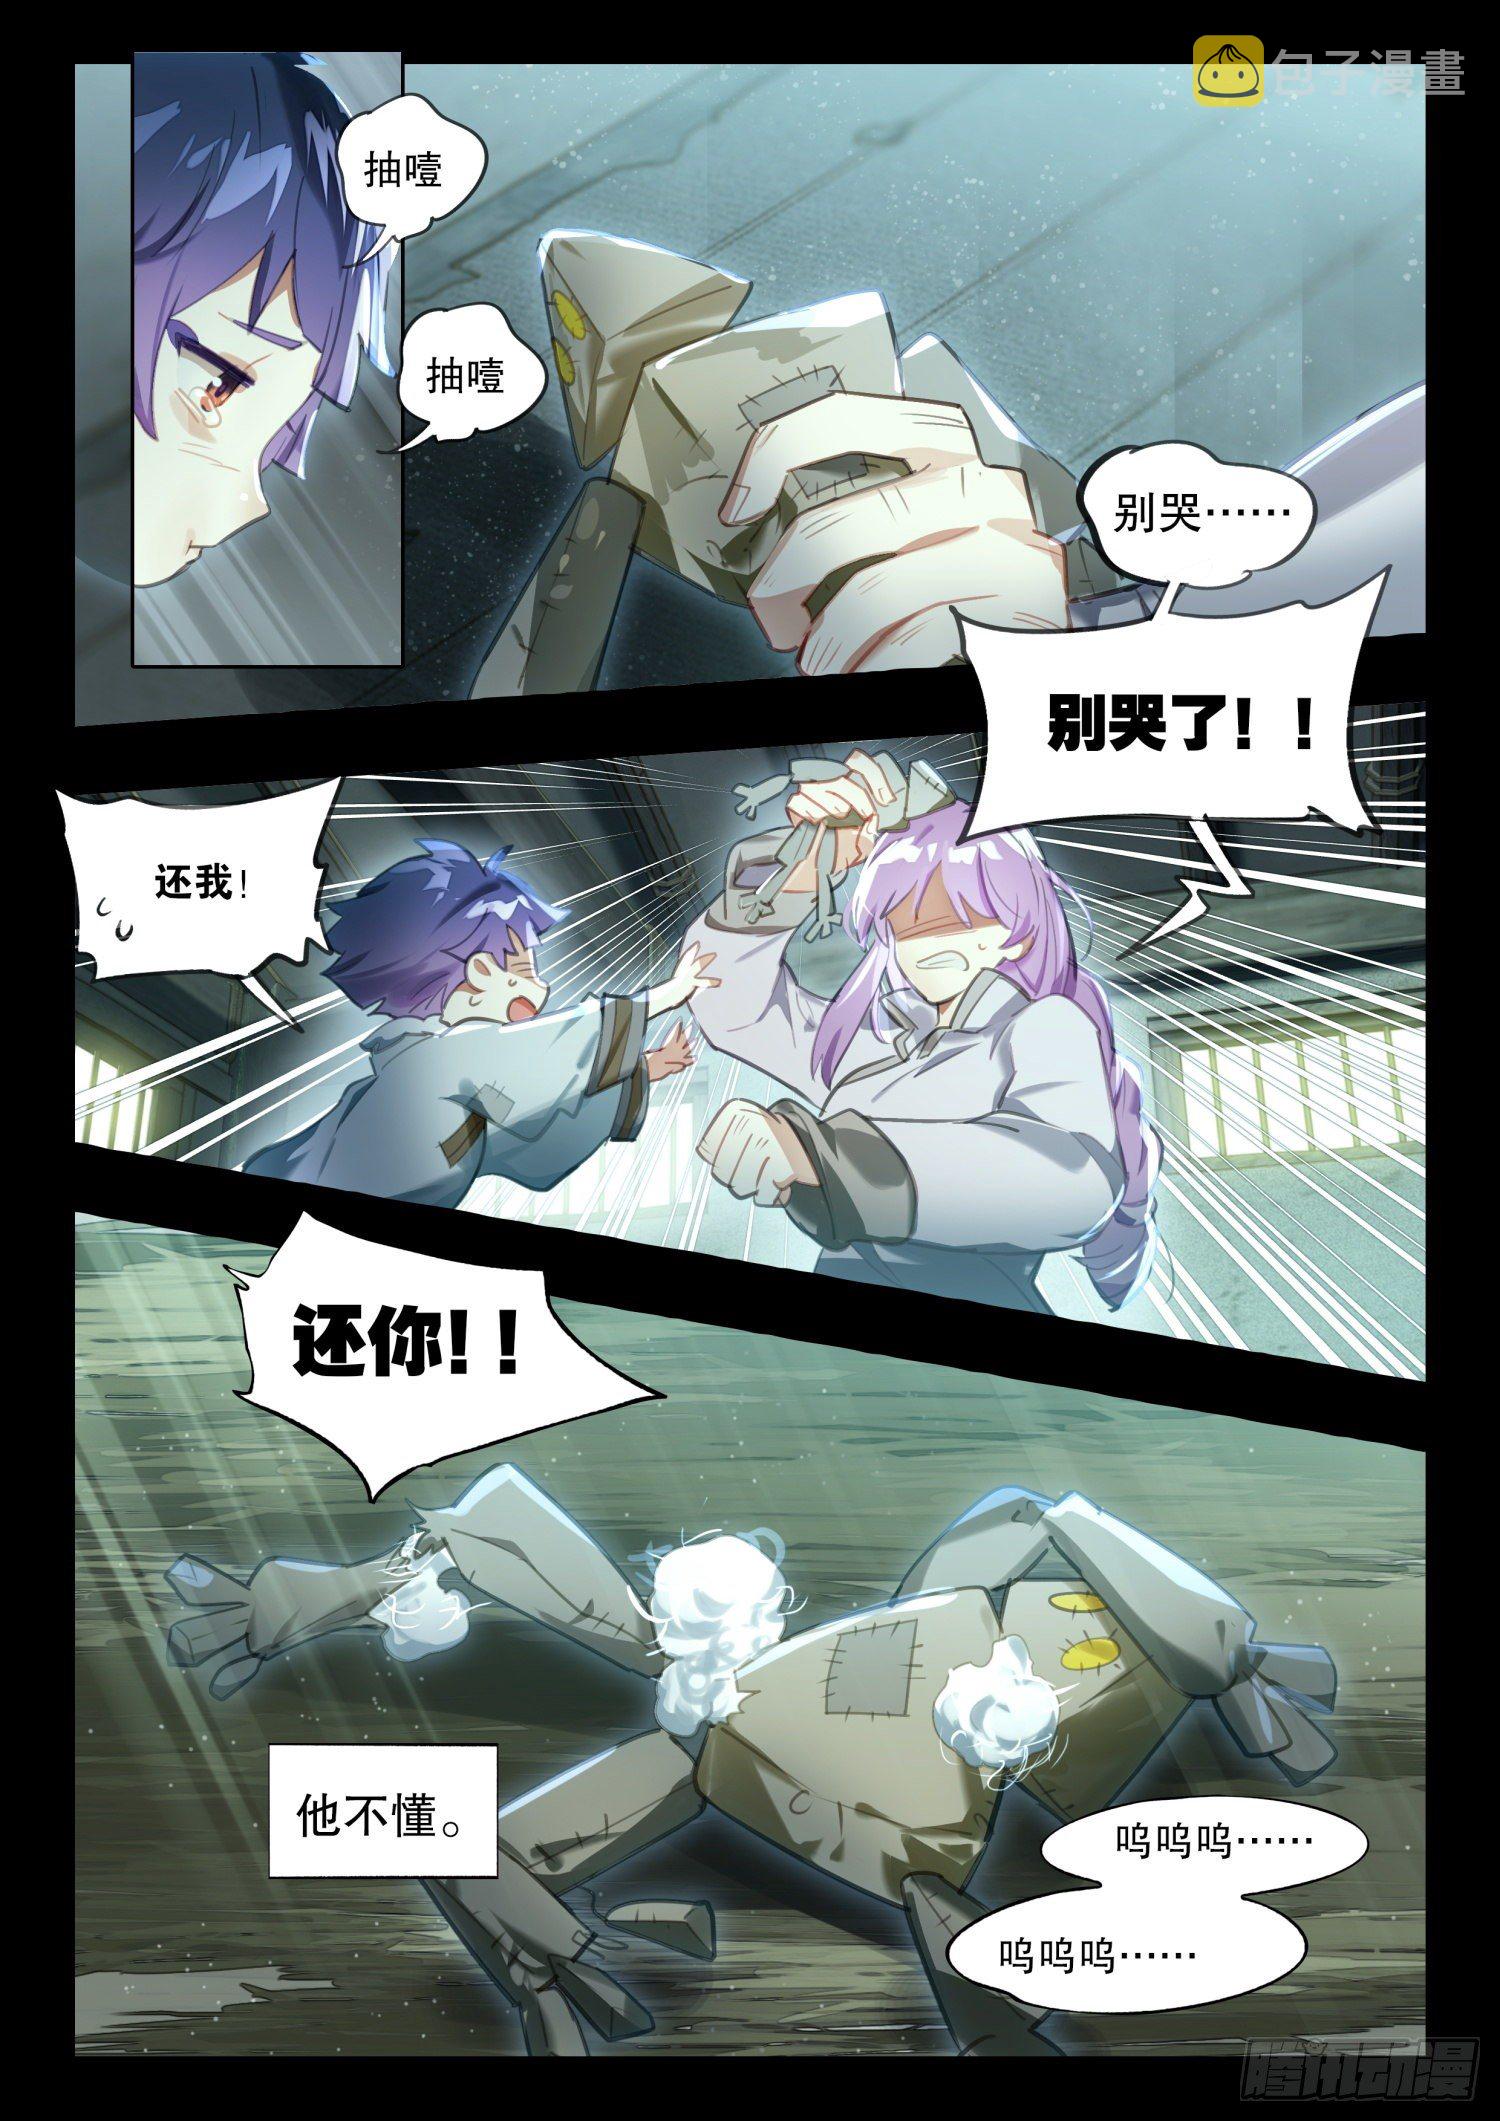 包子漫畫
抽噎
抽噎
别哭……
别哭了！！
还我！
还你！！
他不懂。
呜呜呜……
呜呜呜……
腾讯动漫